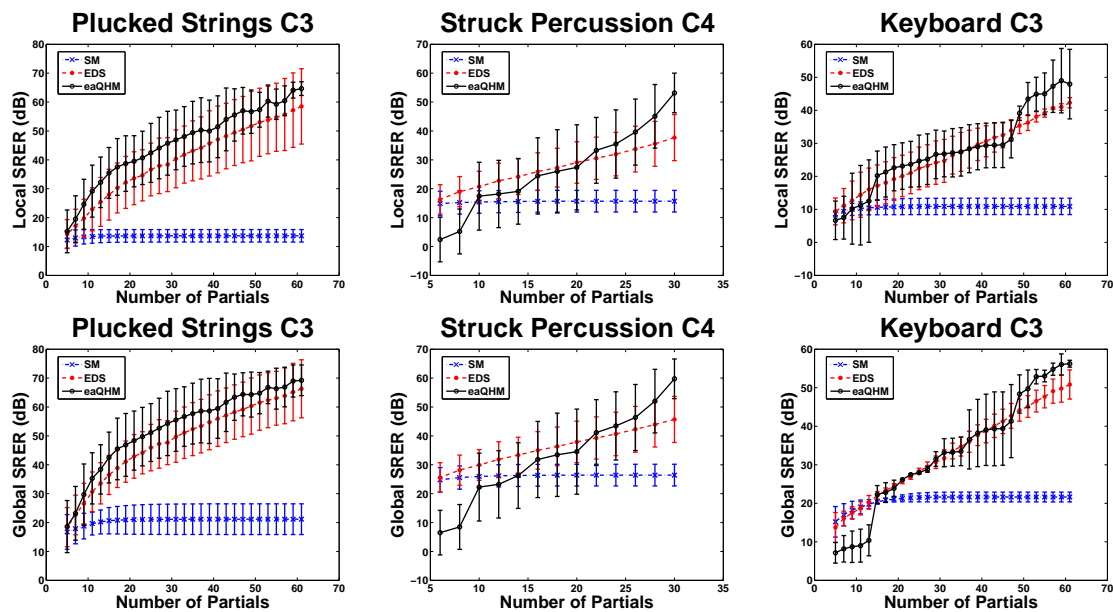 Plucked Strings C3
Local SRER (dB)
80
70
60
50
40
30
20
10
0
SM
EDS
eaQHM
0 10 20 30 40 50 60 70
Number of Partials
Struck Percussion C4
Local SRER (dB)
70
60
50
40
30
20
10
0
−10
SM
EDS
eaQHM
5 10 15 20 25 30 35
Number of Partials
Keyboard C3
Local SRER (dB)
60
50
40
30
20
10
0
−10
SM
EDS
eaQHM
0 10 20 30 40 50 60 70
Number of Partials
Plucked Strings C3
Global SRER (dB)
80
70
60
50
40
30
20
10
0
SM
EDS
eaQHM
0 10 20 30 40 50 60 70
Number of Partials
Struck Percussion C4
Global SRER (dB)
70
60
50
40
30
20
10
0
−10
SM
EDS
eaQHM
5 10 15 20 25 30 35
Number of Partials
Keyboard C3
Global SRER (dB)
60
50
40
30
20
10
0
SM
EDS
eaQHM
0 10 20 30 40 50 60 70
Number of Partials